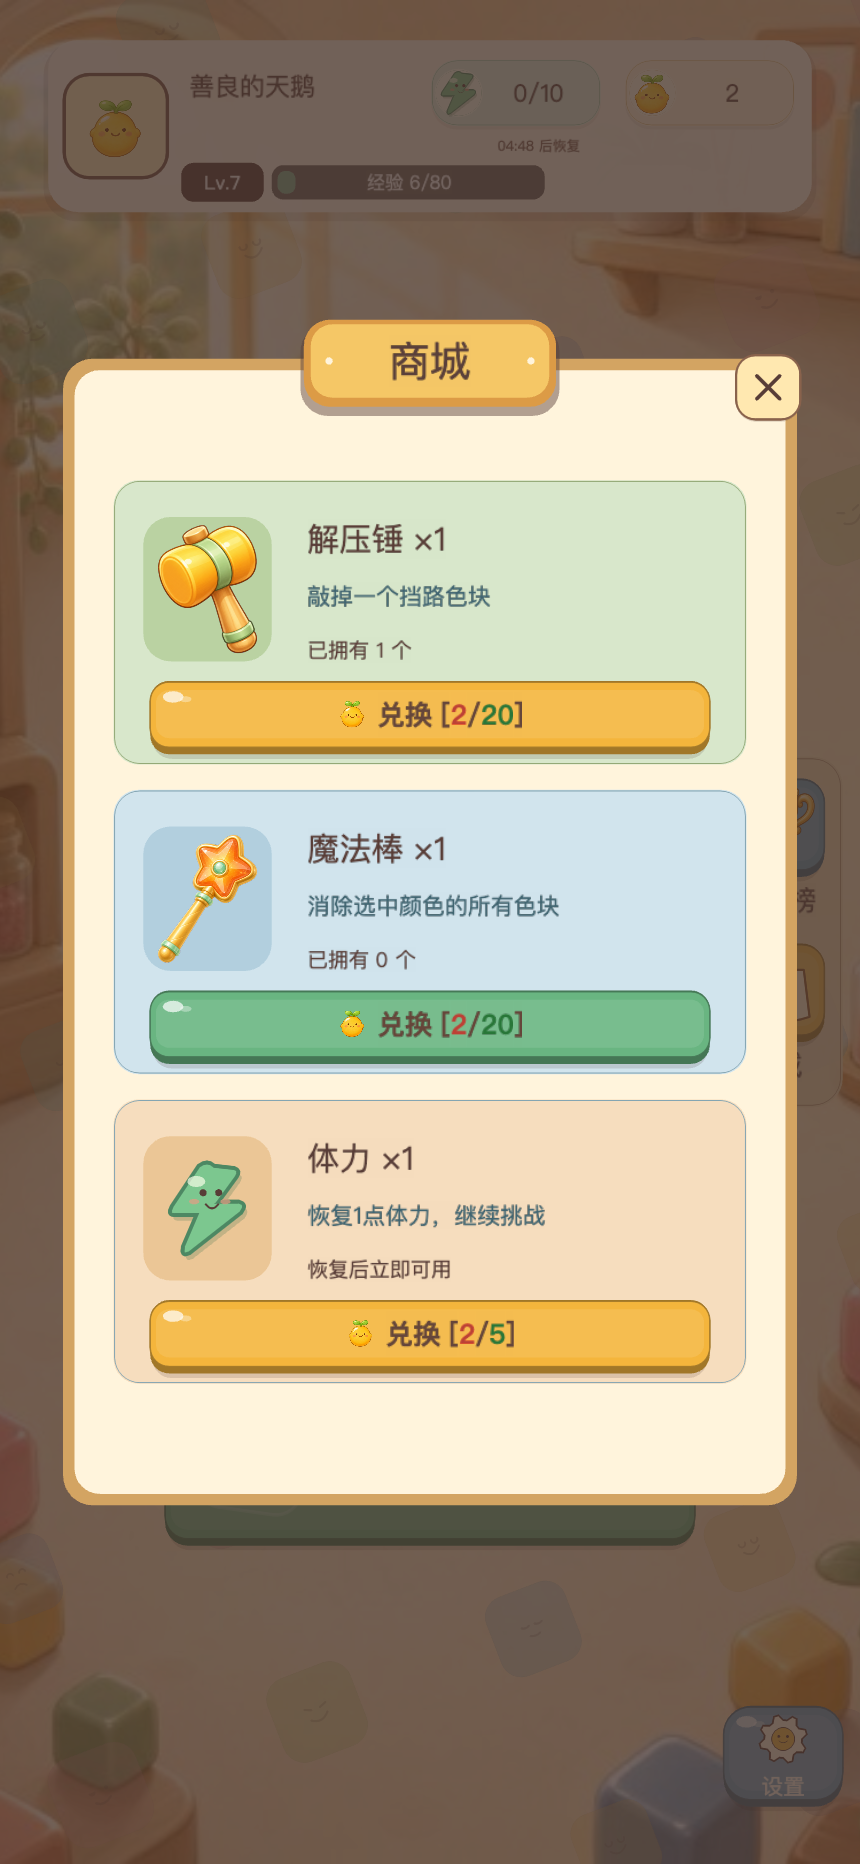 善良的天鹅
0/10
2
04:48 后恢复
Lv.7
经验 6/80
商城
解压锤 ×1
敲掉一个挡路色块
已拥有 1 个
兑换 [2/20]
魔法棒 ×1
消除选中颜色的所有色块
已拥有 0 个
兑换 [2/20]
榜
体力 ×1
恢复1点体力，继续挑战
恢复后立即可用
兑换 [2/5]
设置